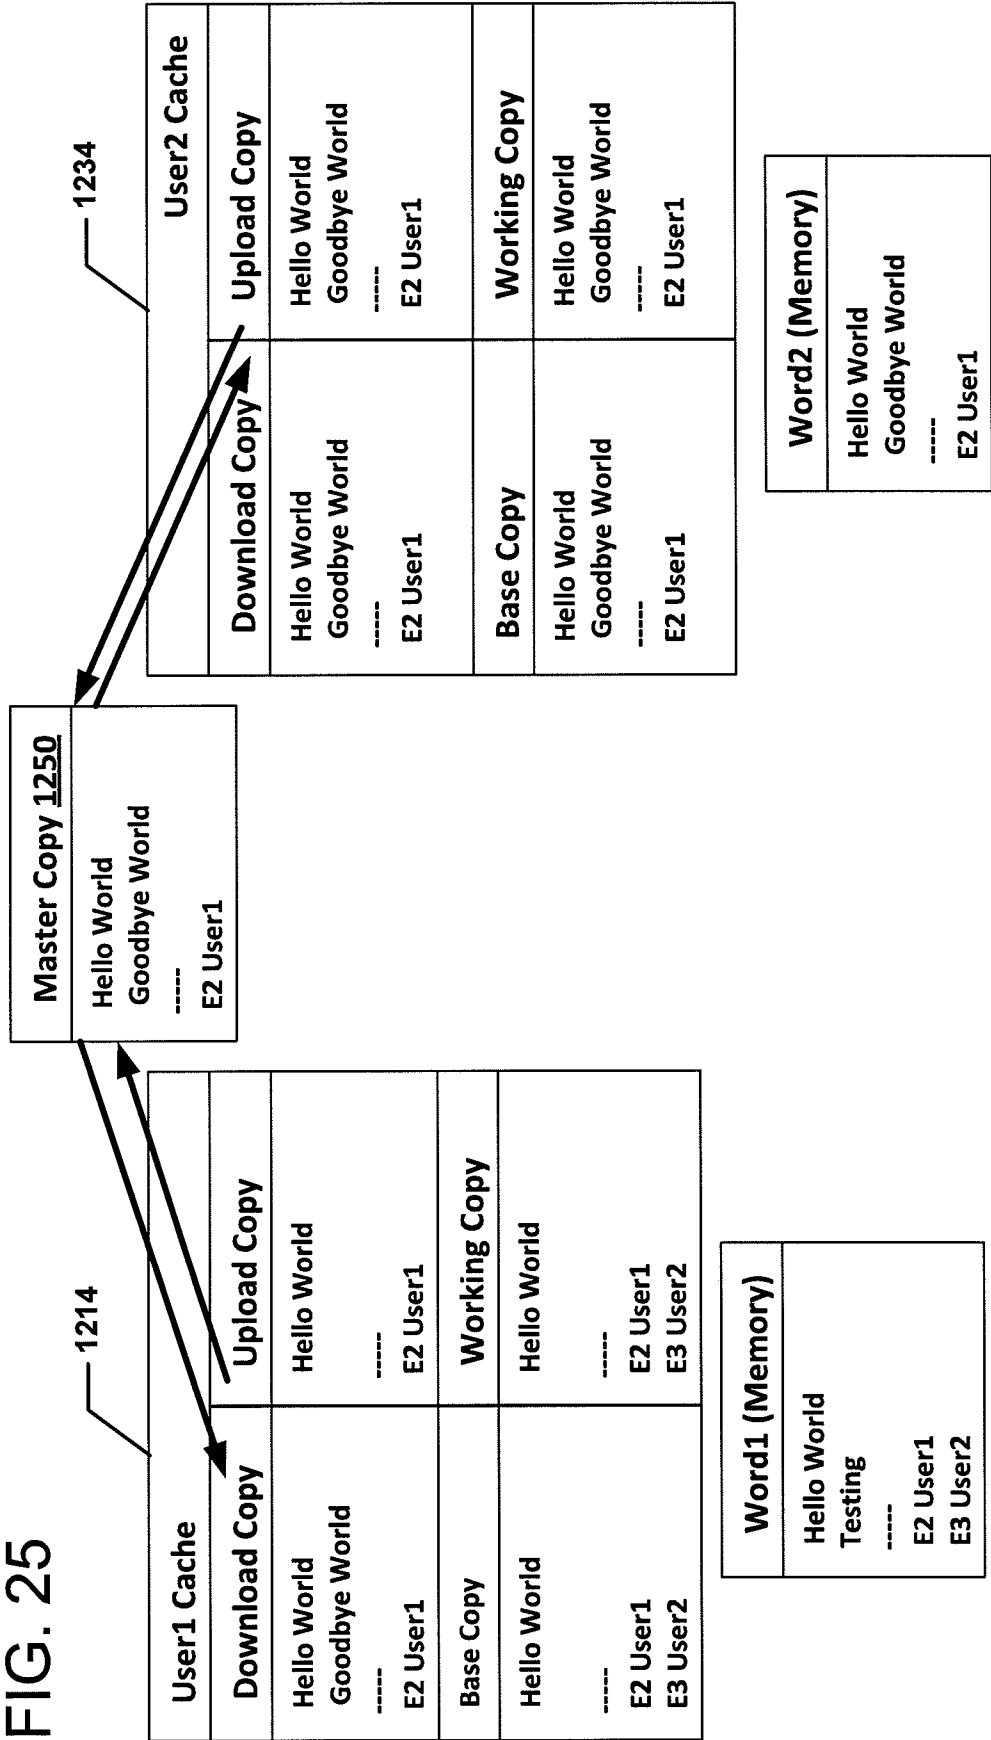 FIG. 25
Master Copy 1250
Hello World
Goodbye World
-----
E2 User1
1214
User1 Cache
Download Copy
Hello World
Goodbye World
-----
E2 User1
Upload Copy
Hello World
-----
E2 User1
Base Copy
Hello World
-----
E2 User1
E3 User2
Working Copy
Hello World
-----
E2 User1
E3 User2
Word1 (Memory)
Hello World
Testing
-----
E2 User1
E3 User2
1234
User2 Cache
Download Copy
Hello World
Goodbye World
-----
E2 User1
Upload Copy
Hello World
Goodbye World
-----
E2 User1
Base Copy
Hello World
Goodbye World
-----
E2 User1
Working Copy
Hello World
Goodbye World
-----
E2 User1
Word2 (Memory)
Hello World
Goodbye World
-----
E2 User1